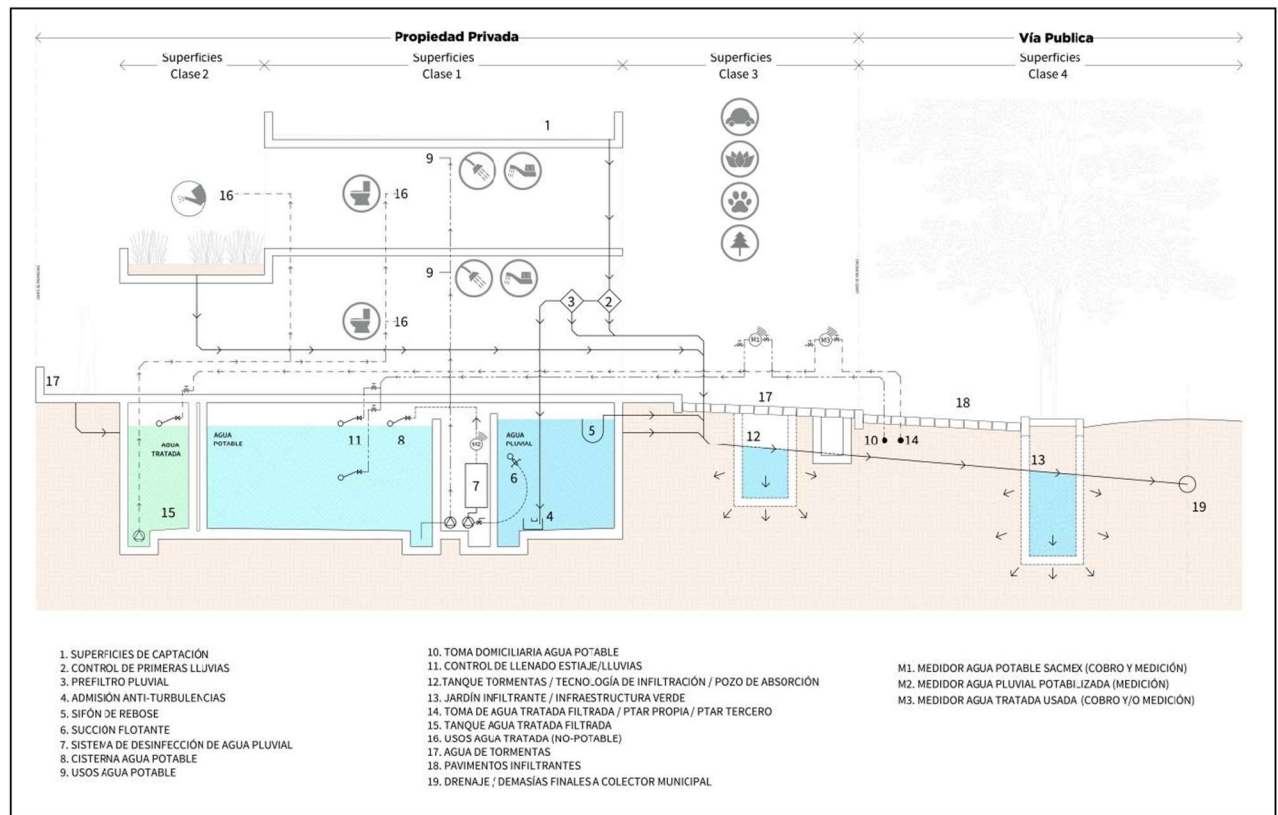 Propiedad Privada
Vía Publica
Superficies
Clase 2
Superficies
Clase 1
Superficies
Clase 3
Superficies
Clase 4
1
9
16
16
9
3
2
16
M1
M3
17
17
18
AGUA
TRATADA
AGUA
POTABLE
11
8
M2
AGUA
PLUVIAL
5
12
10
14
6
7
13
15
4
19
1. SUPERFICIES DE CAPTACIÓN
2. CONTROL DE PRIMERAS LLUVIAS
3. PREFILTRO PLUVIAL
4. ADMISIÓN ANTI-TURBULENCIAS
5. SIFÓN DE REBOSE
6. SUCCIÓN FLOTANTE
7. SISTEMA DE DESINFECCIÓN DE AGUA PLUVIAL
8. CISTERNA AGUA POTABLE
9. USOS AGUA POTABLE
10. TOMA DOMICILIARIA AGUA POTABLE
11. CONTROL DE LLENADO ESTIAJE/LLUVIAS
12.TANQUE TORMENTAS / TECNOLOGÍA DE INFILTRACIÓN / POZO DE ABSORCIÓN
13. JARDÍN INFILTRANTE / INFRAESTRUCTURA VERDE
14. TOMA DE AGUA TRATADA FILTRADA / PTAR PROPIA / PTAR TERCERO
15. TANQUE AGUA TRATADA FILTRADA
16. USOS AGUA TRATADA (NO-POTABLE)
17. AGUA DE TORMENTAS
18. PAVIMENTOS INFILTRANTES
19. DRENAJE / DEMASÍAS FINALES A COLECTOR MUNICIPAL
M1. MEDIDOR AGUA POTABLE SACMEX (COBRO Y MEDICIÓN)
M2. MEDIDOR AGUA PLUVIAL POTABILIZADA (MEDICIÓN)
M3. MEDIDOR AGUA TRATADA USADA (COBRO Y/O MEDICIÓN)